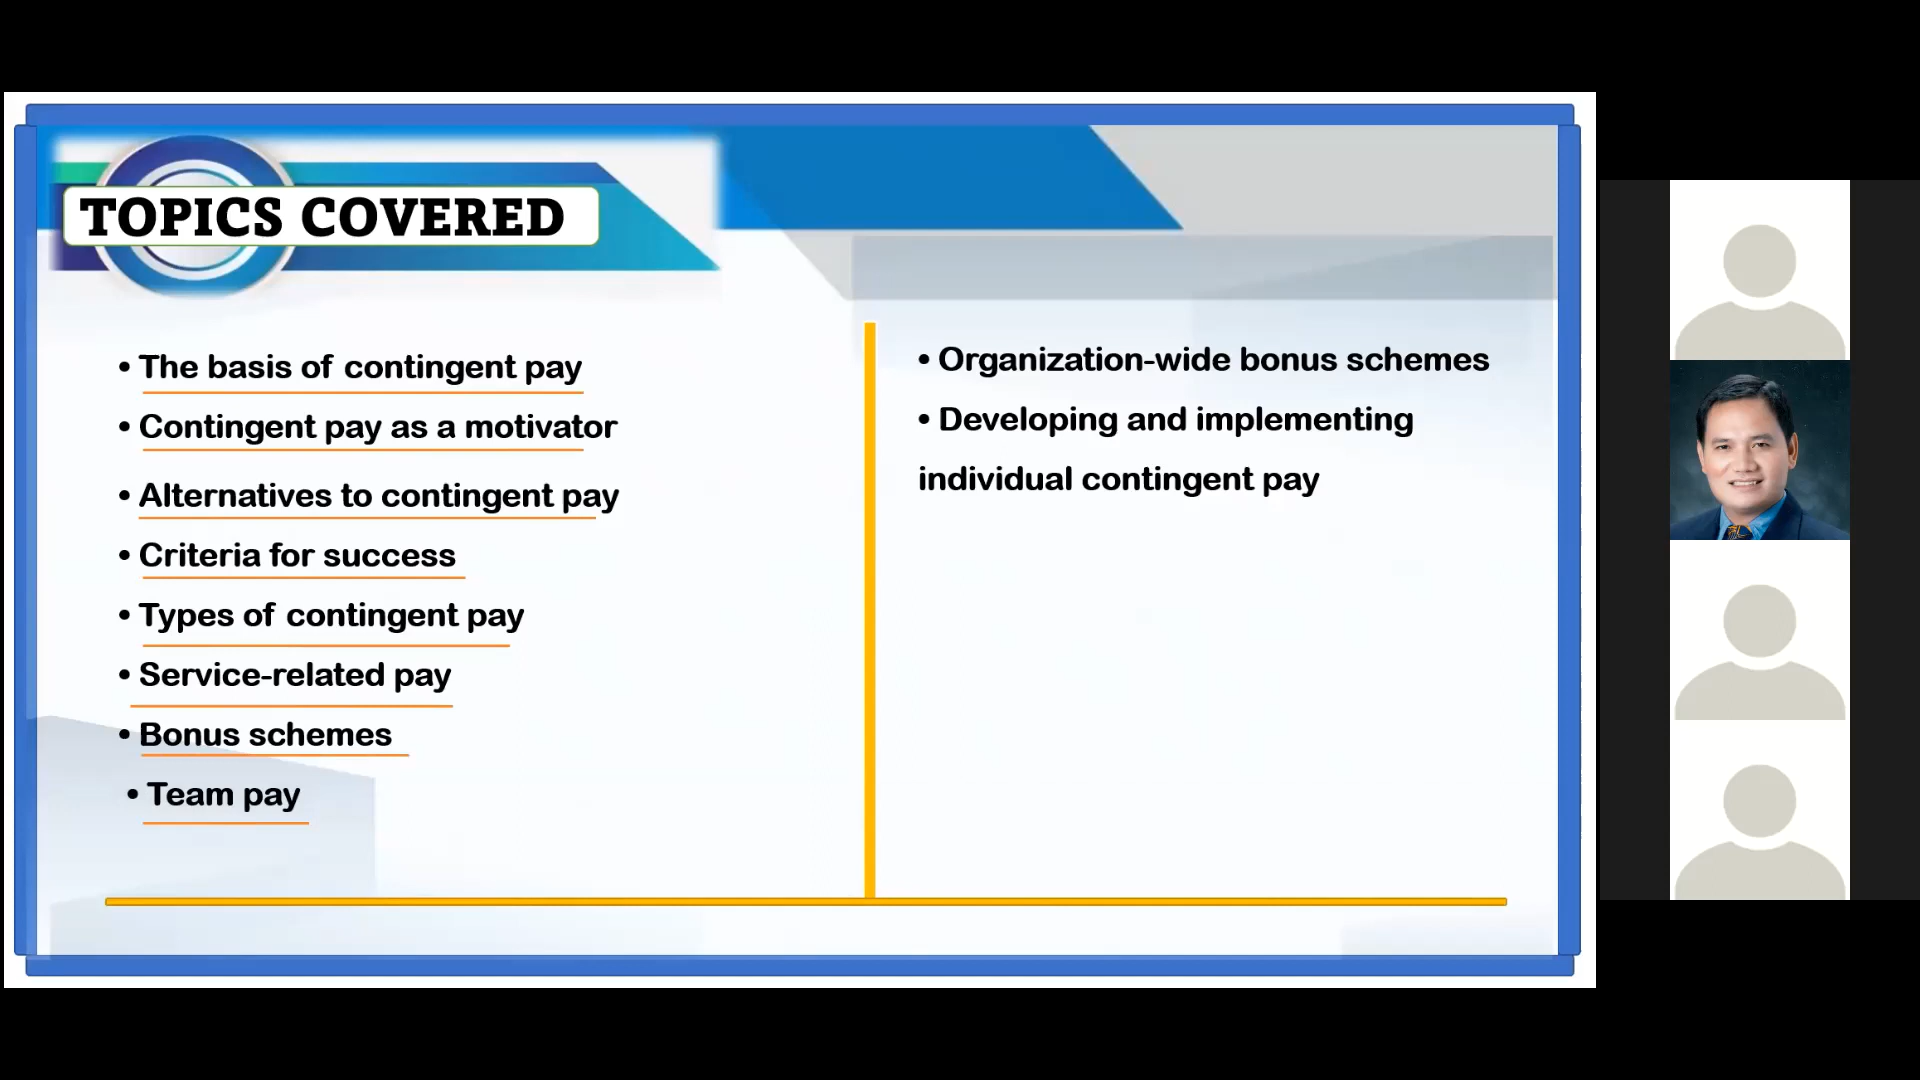 TOPICS COVERED
• The basis of contingent pay
• Contingent pay as a motivator
• Alternatives to contingent pay
• Criteria for success
• Types of contingent pay
• Service-related pay
• Bonus schemes
• Team pay
• Organization-wide bonus schemes
• Developing and implementing
individual contingent pay